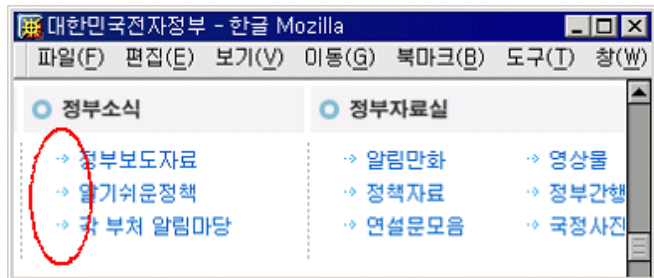 대한민국전자정부 - 한글 Mozilla
파일(F) 편집(E) 보기(V) 이동(G) 북마크(B) 도구(T) 창(W)
정부소식 정부자료실
정부보도자료 알림만화 영상물
알기쉬운정책 정책자료 정부간행
각 부처 알림마당 연설문모음 국정사진